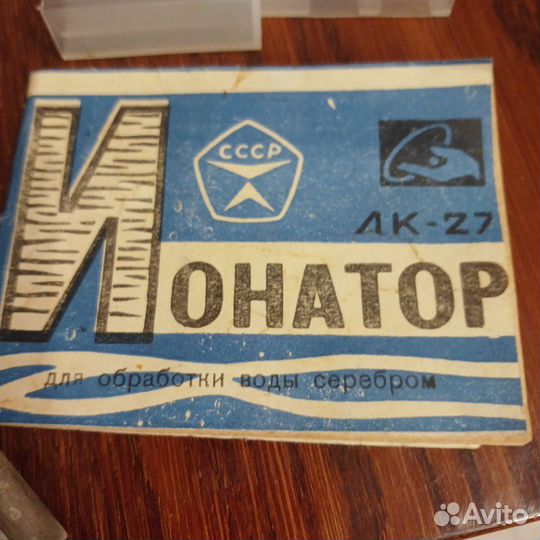 СССР
ЛК-27
ИОНАТОР
для обработки воды серебром
Avito